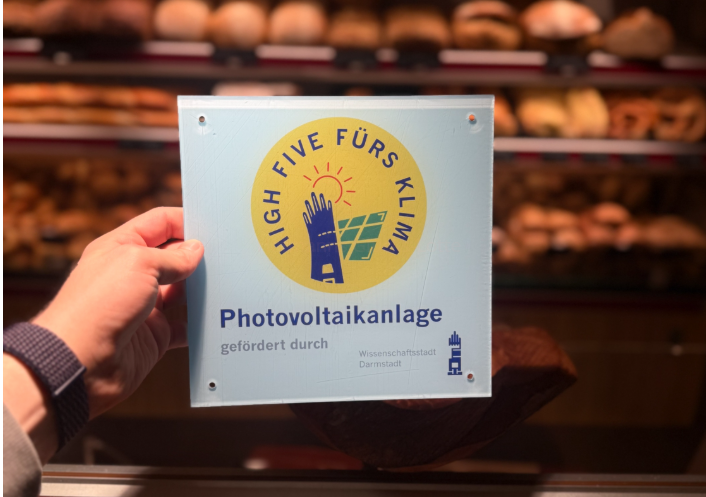 HIGH FIVE FÜRS KLIMA
Photovoltaikanlage
gefördert durch
Wissenschaftsstadt
Darmstadt